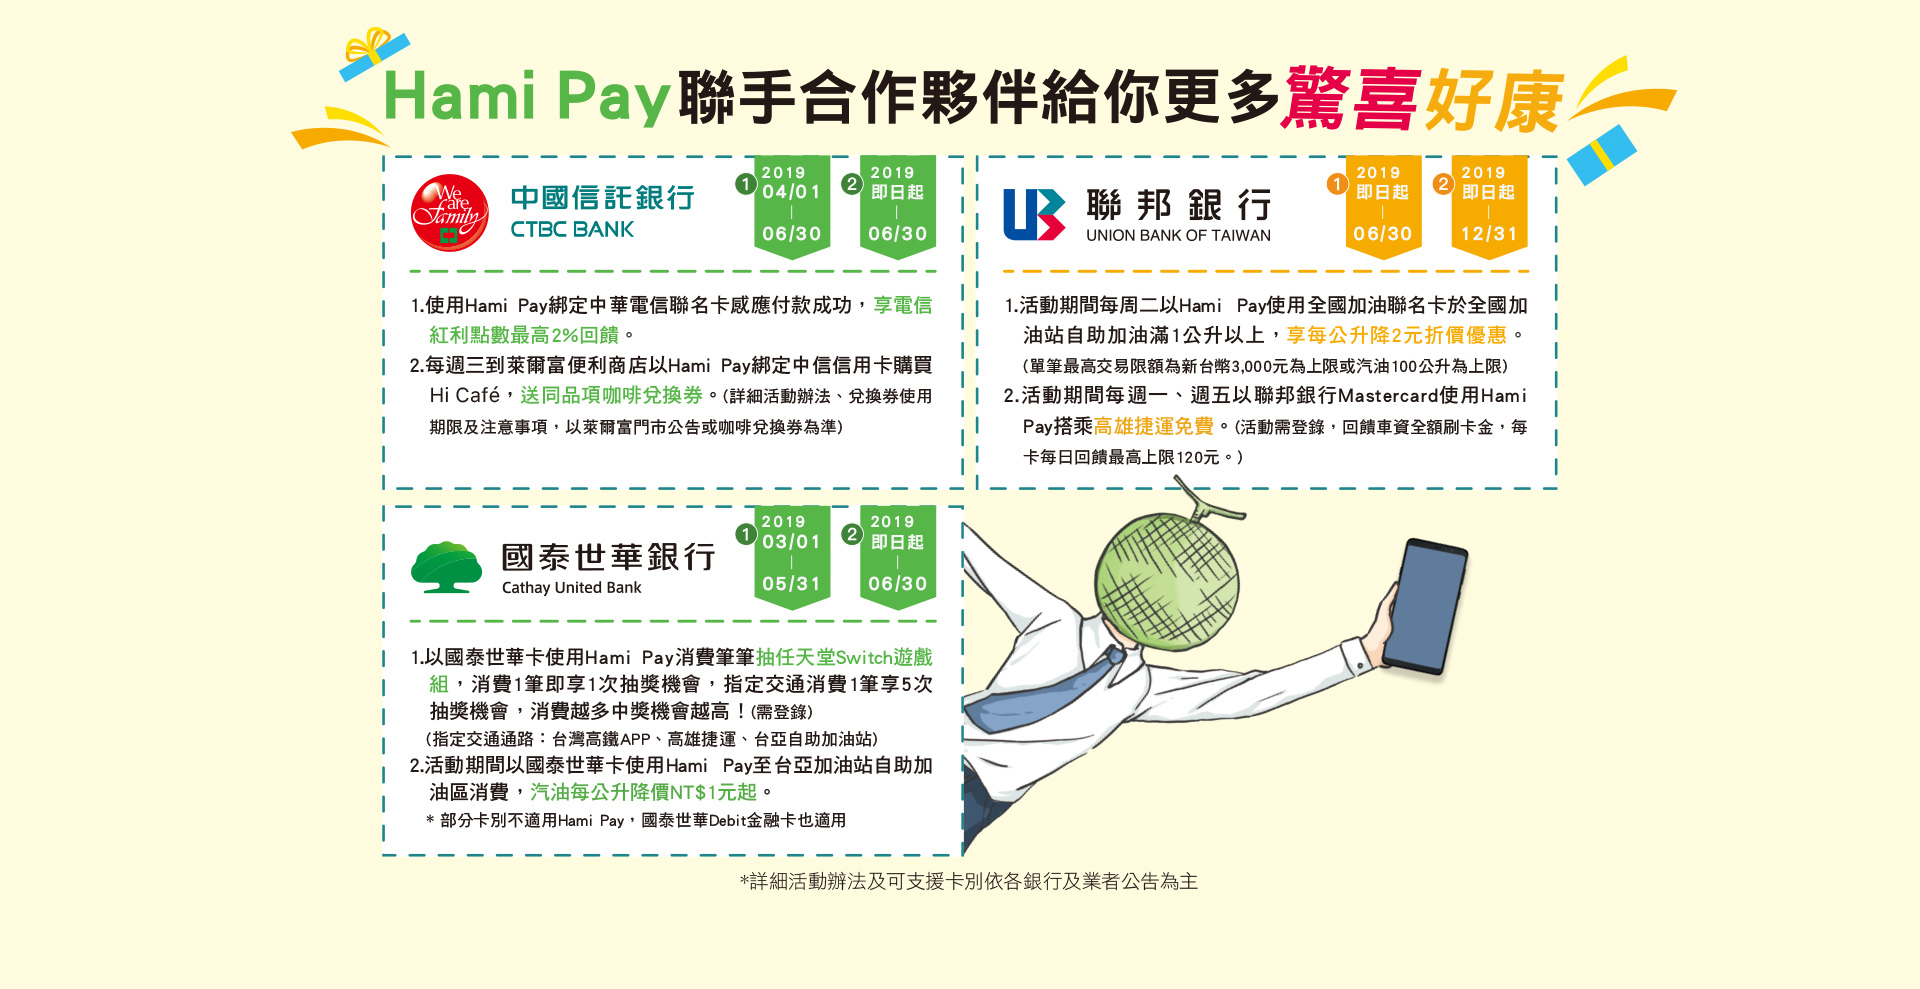 Hami Pay聯手合作夥伴給你更多驚喜好康
We
care
Family
中國信託銀行
CTBC BANK
1
2019
04/01
|
06/30
2
2019
即日起
|
06/30
1.使用Hami Pay綁定中華電信聯名卡感應付款成功，享電信
紅利點數最高2%回饋。
2.每週三到萊爾富便利商店以Hami Pay綁定中信信用卡購買
Hi Café，送同品項咖啡兌換券。(詳細活動辦法、兌換券使用
期限及注意事項，以萊爾富門市公告或咖啡兌換券為準)
聯邦銀行
UNION BANK OF TAIWAN
1
2019
即日起
|
06/30
2
2019
即日起
|
12/31
1.活動期間每周二以Hami Pay使用全國加油聯名卡於全國加
油站自助加油滿1公升以上，享每公升降2元折價優惠。
(單筆最高交易限額為新台幣3,000元為上限或汽油100公升為上限)
2.活動期間每週一、週五以聯邦銀行Mastercard使用Hami
Pay搭乘高雄捷運免費。(活動需登錄，回饋車資全額刷卡金，每
卡每日回饋最高上限120元。)
國泰世華銀行
Cathay United Bank
1
2019
03/01
|
05/31
2
2019
即日起
|
06/30
1.以國泰世華卡使用Hami Pay消費筆筆抽任天堂Switch遊戲
組，消費1筆即享1次抽獎機會，指定交通消費1筆享5次
抽獎機會，消費越多中獎機會越高！(需登錄)
(指定交通通路：台灣高鐵APP、高雄捷運、台亞自助加油站)
2.活動期間以國泰世華卡使用Hami Pay至台亞加油站自助加
油區消費，汽油每公升降價NT$1元起。
* 部分卡別不適用Hami Pay，國泰世華Debit金融卡也適用
*詳細活動辦法及可支援卡別依各銀行及業者公告為主